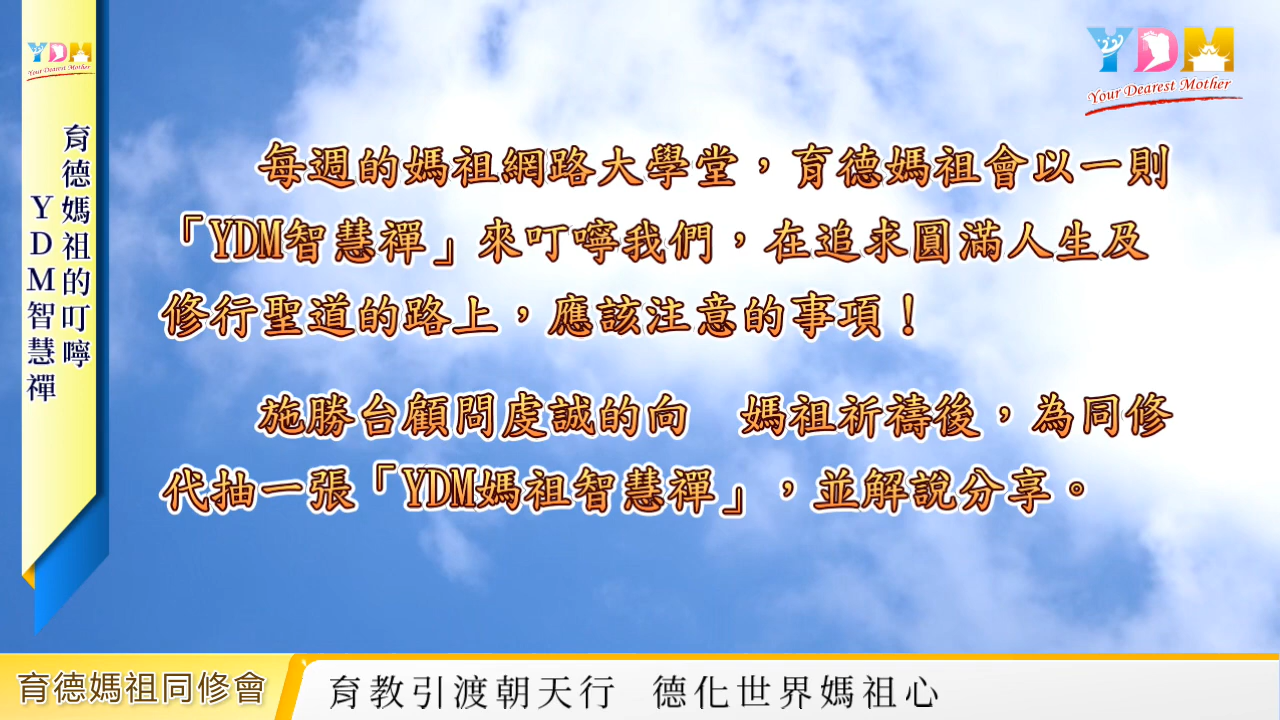 YDM
Your Dearest Mother
育德媽祖的叮嚀
YDM智慧禪
YDM
Your Dearest Mother
每週的媽祖網路大學堂，育德媽祖會以一則
「YDM智慧禪」來叮嚀我們，在追求圓滿人生及
修行聖道的路上，應該注意的事項！
施勝台顧問虔誠的向　媽祖祈禱後，為同修
代抽一張「YDM媽祖智慧禪」，並解說分享。
育德媽祖同修會
育教引渡朝天行　德化世界媽祖心